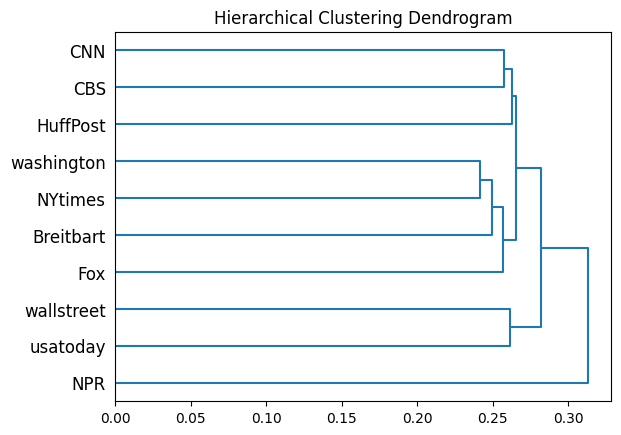 Hierarchical Clustering Dendrogram
CNN
CBS
HuffPost
washington
NYtimes
Breitbart
Fox
wallstreet
usatoday
NPR
0.00 0.05 0.10 0.15 0.20 0.25 0.30